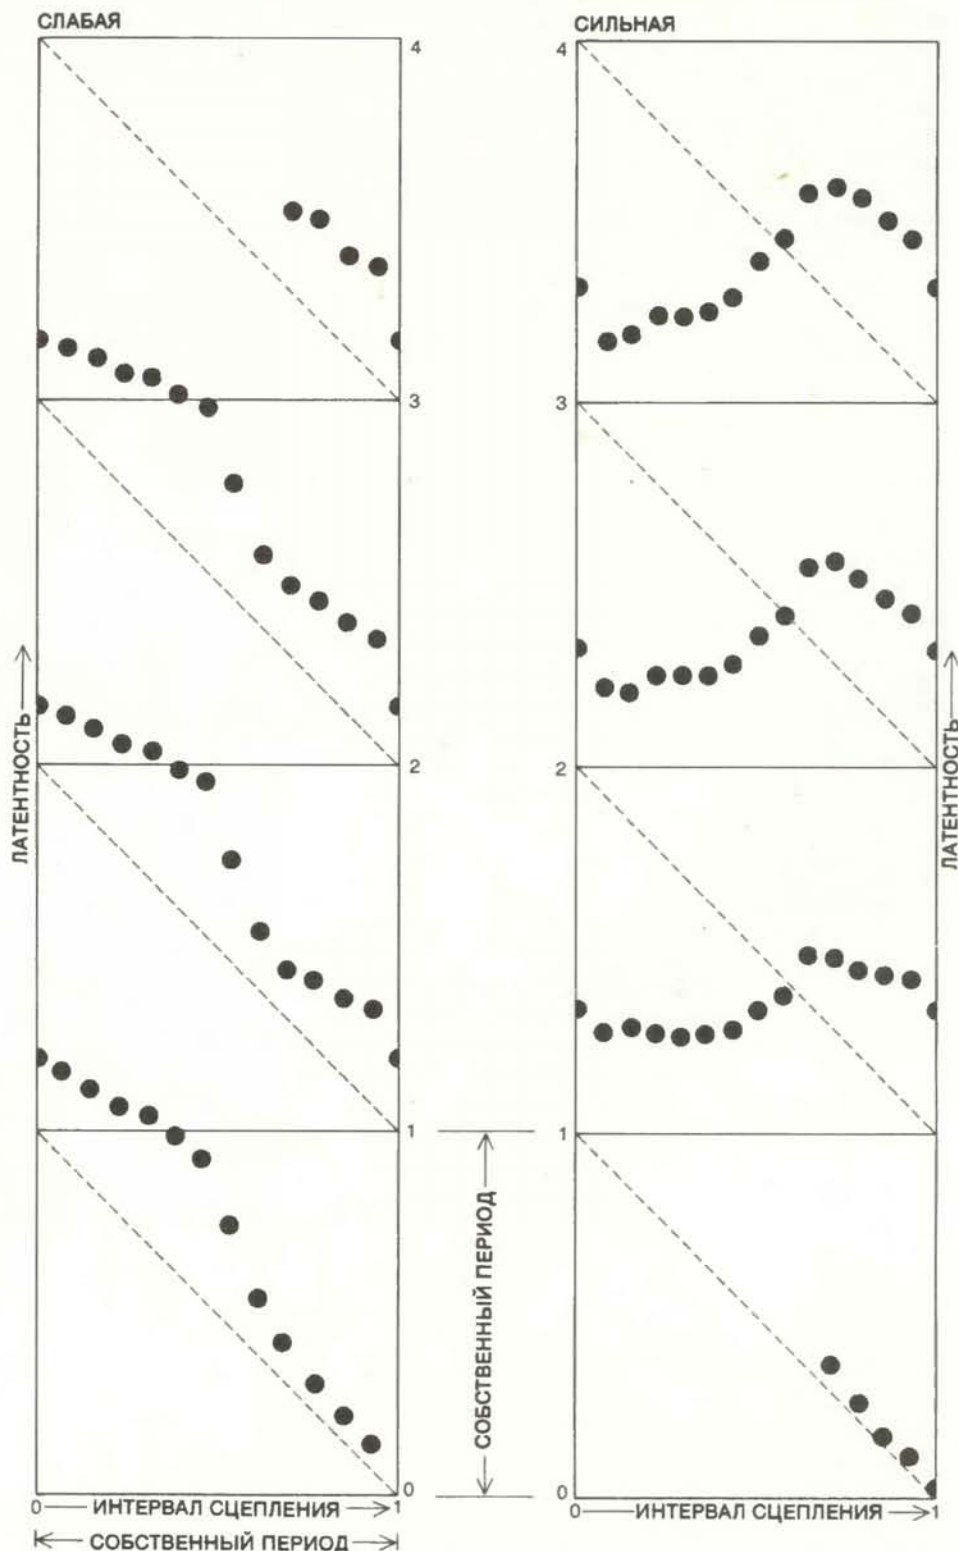 СЛАБАЯ
СИЛЬНАЯ
4
4
3
3
2
2
1
1
0
ЛАТЕНТНОСТЬ
ЛАТЕНТНОСТЬ
СОБСТВЕННЫЙ ПЕРИОД
0 ИНТЕРВАЛ СЦЕПЛЕНИЯ 1
0 ИНТЕРВАЛ СЦЕПЛЕНИЯ 1
СОБСТВЕННЫЙ ПЕРИОД